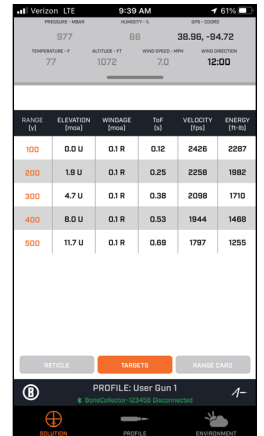 Verizon LTE 9:39 AM 61%
PRESSURE - MBAR HUMIDITY - % GPS - COORD
977 66 38.96, -94.72
TEMPERATURE - F ALTITUDE - FT WIND SPEED - MPH WIND DIRECTION
77 1072 7.0 12:00
RANGE ELEVATION WINDAGE ToF VELOCITY ENERGY
[y] [moa] [moa] [s] [fps] [ft-lb]
100 0.0 U 0.1 R 0.12 2426 2287
200 1.9 U 0.1 R 0.25 2258 1982
300 4.7 U 0.1 R 0.38 2098 1710
400 8.0 U 0.1 R 0.53 1944 1468
500 11.7 U 0.1 R 0.69 1797 1255
RETICLE TARGETS RANGE CARD
PROFILE: User Gun 1
BoneCollector-123456 Disconnected
SOLUTION PROFILE ENVIRONMENT